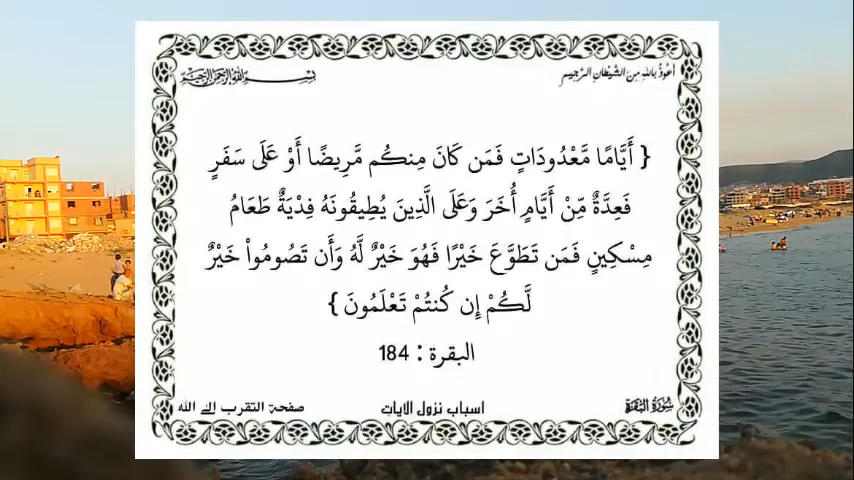 أعوذ بالله من الشيطان الرجيم
بسم الله الرحمن الرحيم
{ أَيَّامًا مَّعْدُودَاتٍ فَمَن كَانَ مِنكُم مَّرِيضًا أَوْ عَلَى سَفَرٍ
فَعِدَّةٌ مِّنْ أَيَّامٍ أُخَرَ وَعَلَى الَّذِينَ يُطِيقُونَهُ فِدْيَةٌ طَعَامُ
مِسْكِينٍ فَمَن تَطَوَّعَ خَيْرًا فَهُوَ خَيْرٌ لَّهُ وَأَن تَصُومُواْ خَيْرٌ
لَّكُمْ إِن كُنتُمْ تَعْلَمُونَ }
البقرة : 184
سورة البقرة
اسباب نزول الايات
صفحة التقرب الى الله